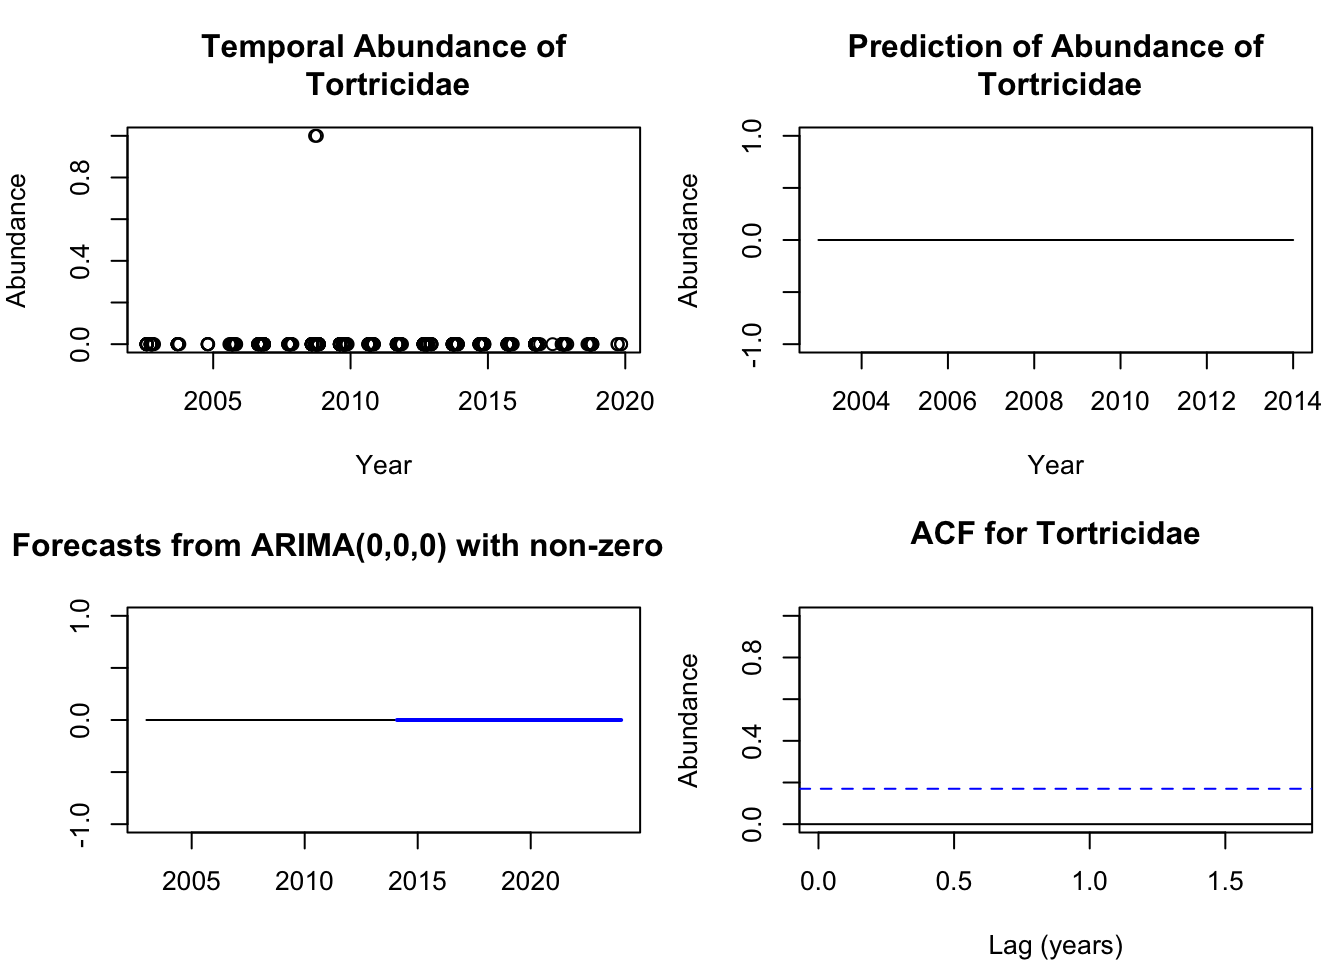 Temporal Abundance of
Tortricidae
Abundance
0.0
0.4
0.8
2005 2010 2015 2020
Year
Prediction of Abundance of
Tortricidae
Abundance
-1.0
0.0
1.0
2004 2006 2008 2010 2012 2014
Year
Forecasts from ARIMA(0,0,0) with non-zero
-1.0
0.0
1.0
2005 2010 2015 2020
ACF for Tortricidae
Abundance
0.0
0.4
0.8
0.0 0.5 1.0 1.5
Lag (years)